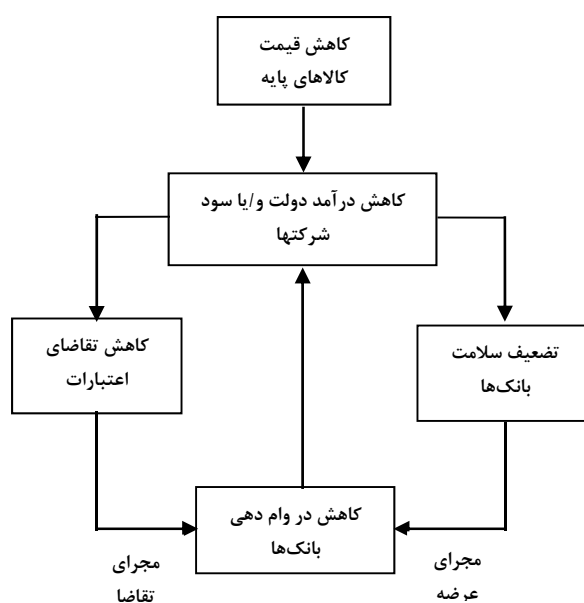 کاهش قیمت
کالاهای پایه
کاهش درآمد دولت و/یا سود
شرکتها
کاهش تقاضای
اعتبارات
تضعیف سلامت
بانک‌ها
کاهش در وام دهی
بانک‌ها
مجرای
تقاضا
مجرای
عرضه